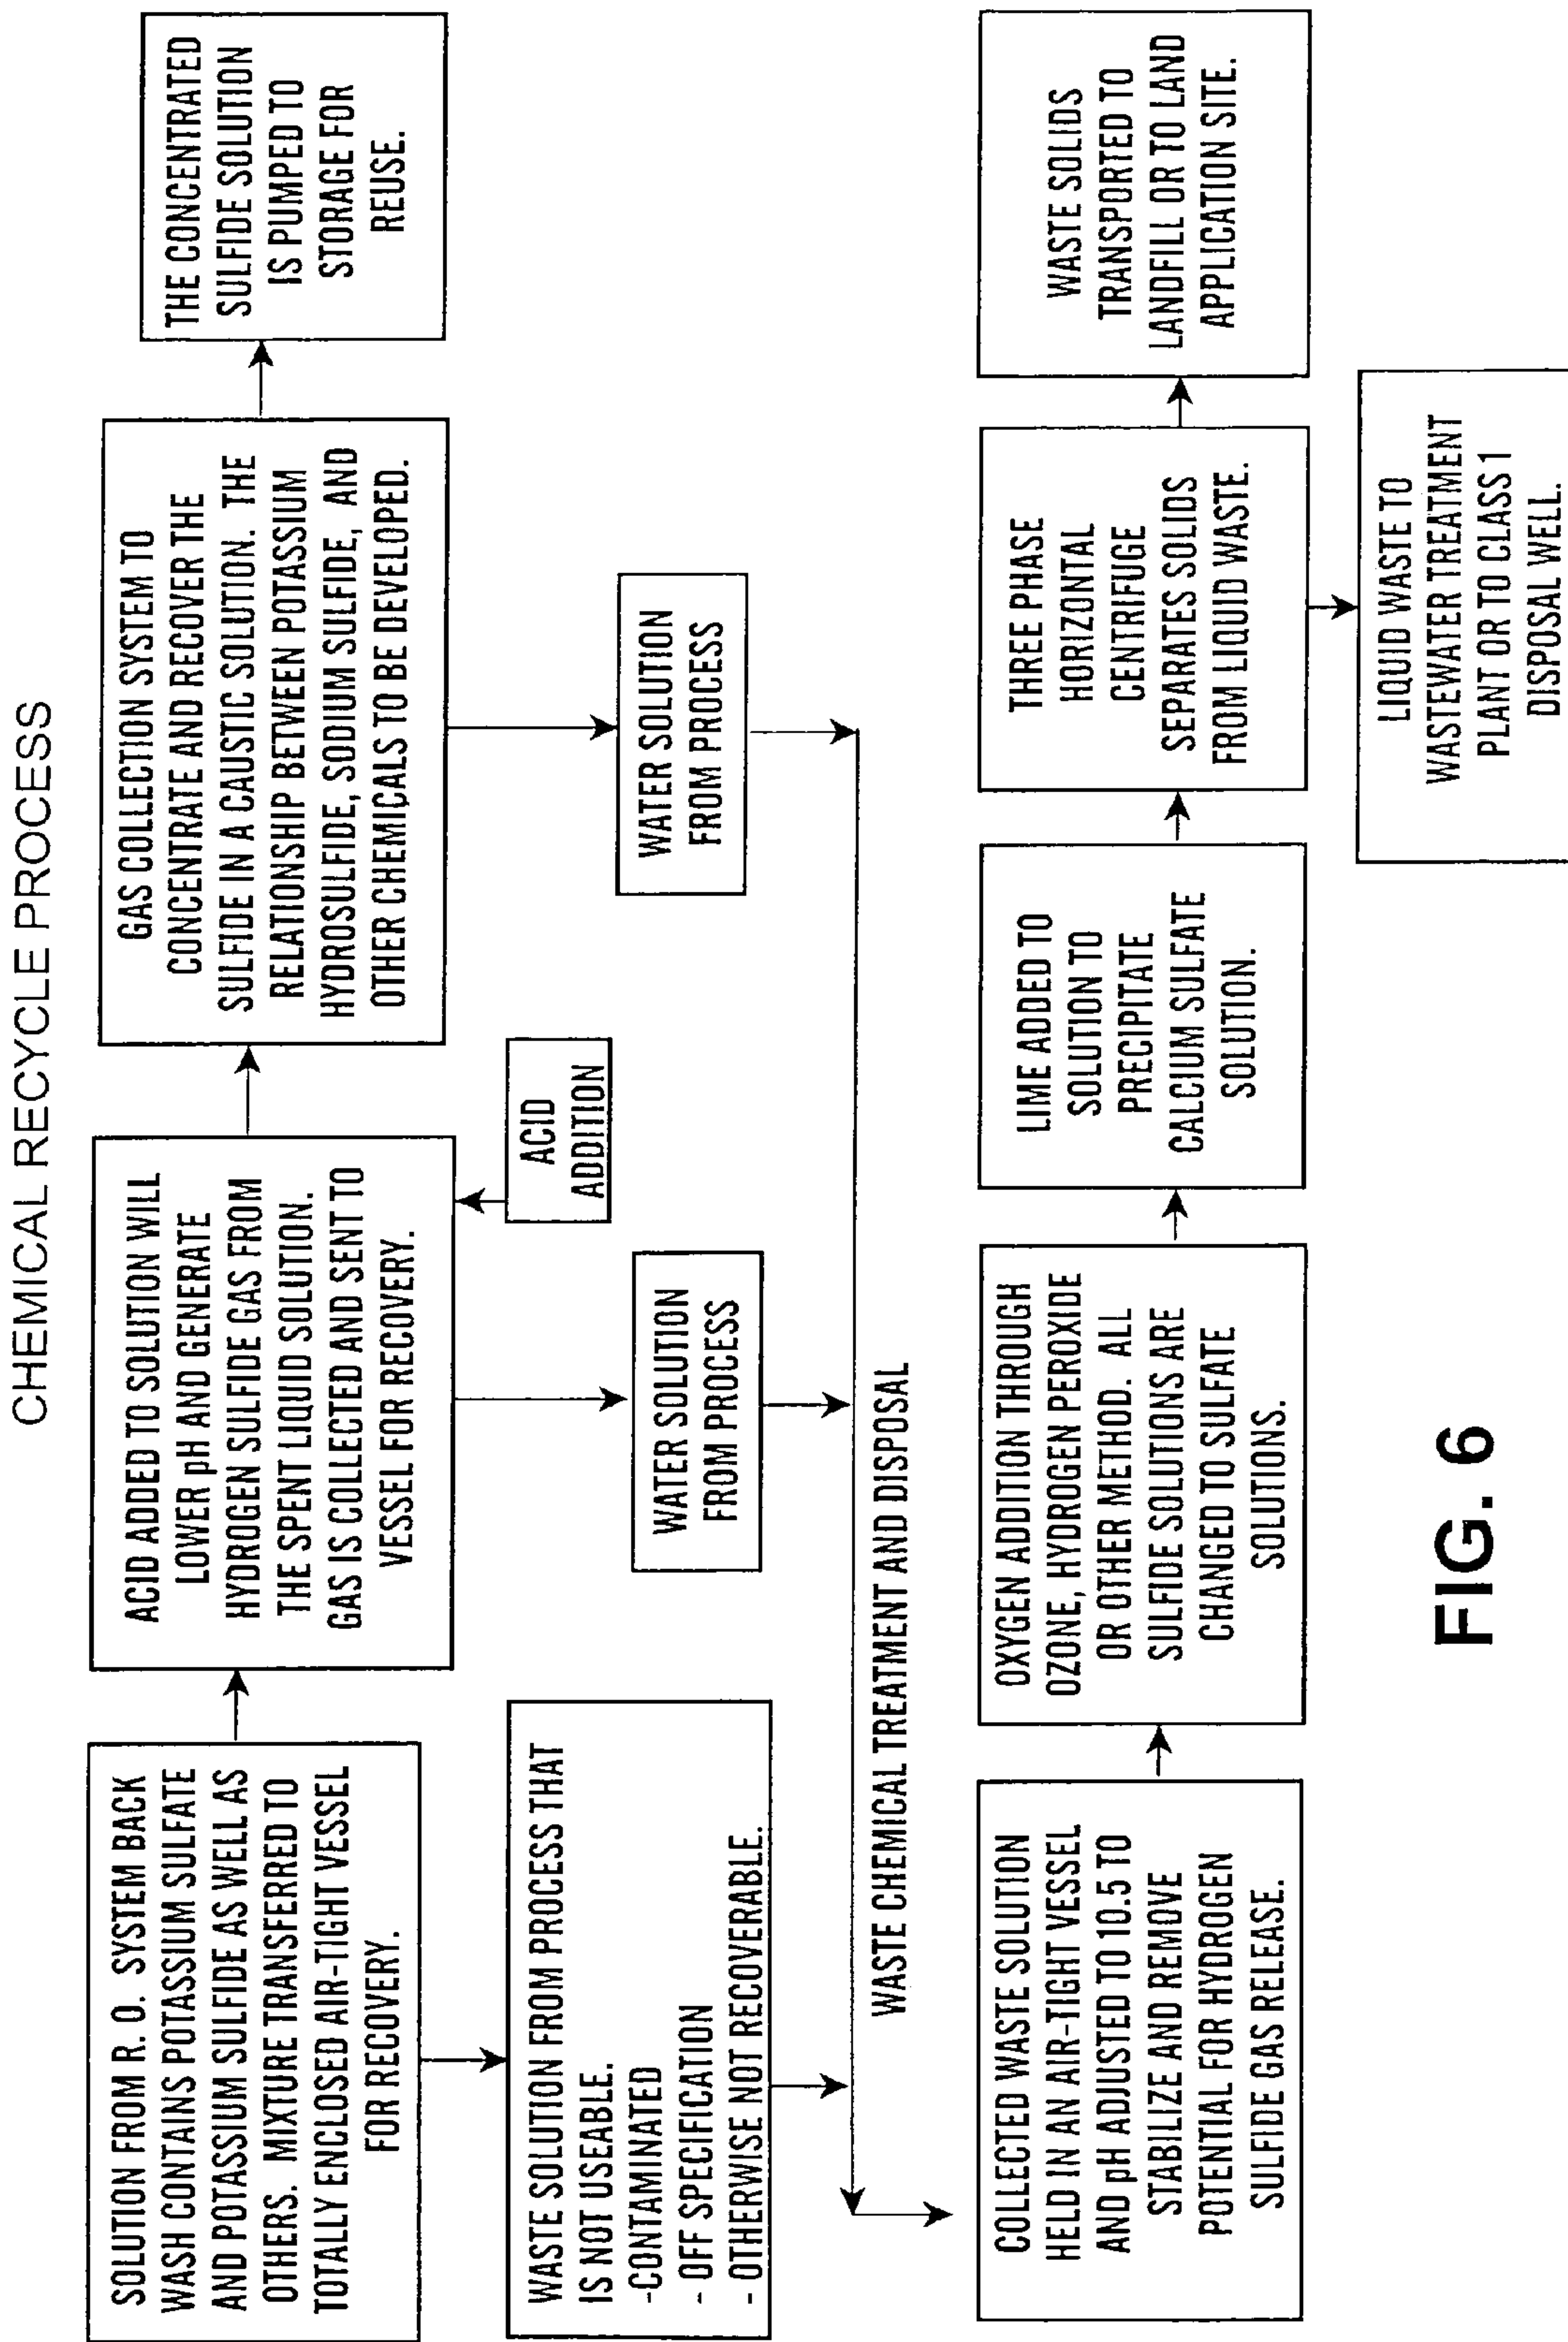 CHEMICAL RECYCLE PROCESS
SOLUTION FROM R. O. SYSTEM BACK
WASH CONTAINS POTASSIUM SULFATE
AND POTASSIUM SULFIDE AS WELL AS
OTHERS. MIXTURE TRANSFERRED TO
TOTALLY ENCLOSED AIR-TIGHT VESSEL
FOR RECOVERY.
ACID ADDED TO SOLUTION WILL
LOWER pH AND GENERATE
HYDROGEN SULFIDE GAS FROM
THE SPENT LIQUID SOLUTION.
GAS IS COLLECTED AND SENT TO
VESSEL FOR RECOVERY.
GAS COLLECTION SYSTEM TO
CONCENTRATE AND RECOVER THE
SULFIDE IN A CAUSTIC SOLUTION. THE
RELATIONSHIP BETWEEN POTASSIUM
HYDROSULFIDE, SODIUM SULFIDE, AND
OTHER CHEMICALS TO BE DEVELOPED.
THE CONCENTRATED
SULFIDE SOLUTION
IS PUMPED TO
STORAGE FOR
REUSE.
ACID
ADDITION
WASTE SOLUTION FROM PROCESS THAT
IS NOT USEABLE.
-CONTAMINATED
- OFF SPECIFICATION
- OTHERWISE NOT RECOVERABLE.
WATER SOLUTION
FROM PROCESS
WATER SOLUTION
FROM PROCESS
WASTE CHEMICAL TREATMENT AND DISPOSAL
COLLECTED WASTE SOLUTION
HELD IN AN AIR-TIGHT VESSEL
AND pH ADJUSTED TO 10.5 TO
STABILIZE AND REMOVE
POTENTIAL FOR HYDROGEN
SULFIDE GAS RELEASE.
OXYGEN ADDITION THROUGH
OZONE, HYDROGEN PEROXIDE
OR OTHER METHOD. ALL
SULFIDE SOLUTIONS ARE
CHANGED TO SULFATE
SOLUTIONS.
LIME ADDED TO
SOLUTION TO
PRECIPITATE
CALCIUM SULFATE
SOLUTION.
THREE PHASE
HORIZONTAL
CENTRIFUGE
SEPARATES SOLIDS
FROM LIQUID WASTE.
WASTE SOLIDS
TRANSPORTED TO
LANDFILL OR TO LAND
APPLICATION SITE.
LIQUID WASTE TO
WASTEWATER TREATMENT
PLANT OR TO CLASS1
DISPOSAL WELL.
FIG. 6